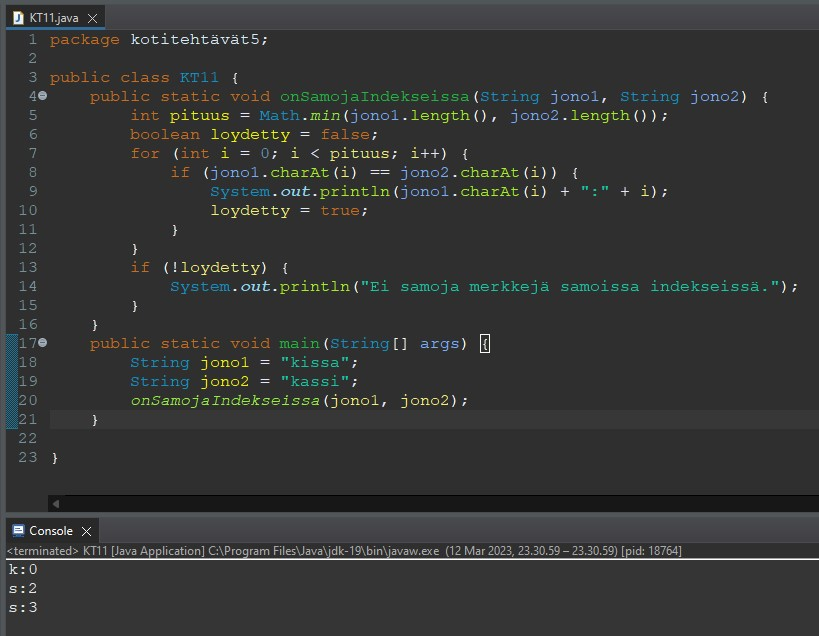 KT11.java
1 package kotitehtävät5;
2
3 public class KT11 {
4 public static void onSamojaIndekseissa(String jono1, String jono2) {
5 int pituus = Math.min(jono1.length(), jono2.length());
6 boolean loydetty = false;
7 for (int i = 0; i < pituus; i++) {
8 if (jono1.charAt(i) == jono2.charAt(i)) {
9 System.out.println(jono1.charAt(i) + ":" + i);
10 loydetty = true;
11 }
12 }
13 if (!loydetty) {
14 System.out.println("Ei samoja merkkejä samoissa indekseissä.");
15 }
16 }
17 public static void main(String[] args) {
18 String jono1 = "kissa";
19 String jono2 = "kassi";
20 onSamojaIndekseissa(jono1, jono2);
21 }
22
23 }
Console
<terminated> KT11 [Java Application] C:\Program Files\Java\jdk-19\bin\javaw.exe (12 Mar 2023, 23.30.59 – 23.30.59) [pid: 18764]
k:0
s:2
s:3